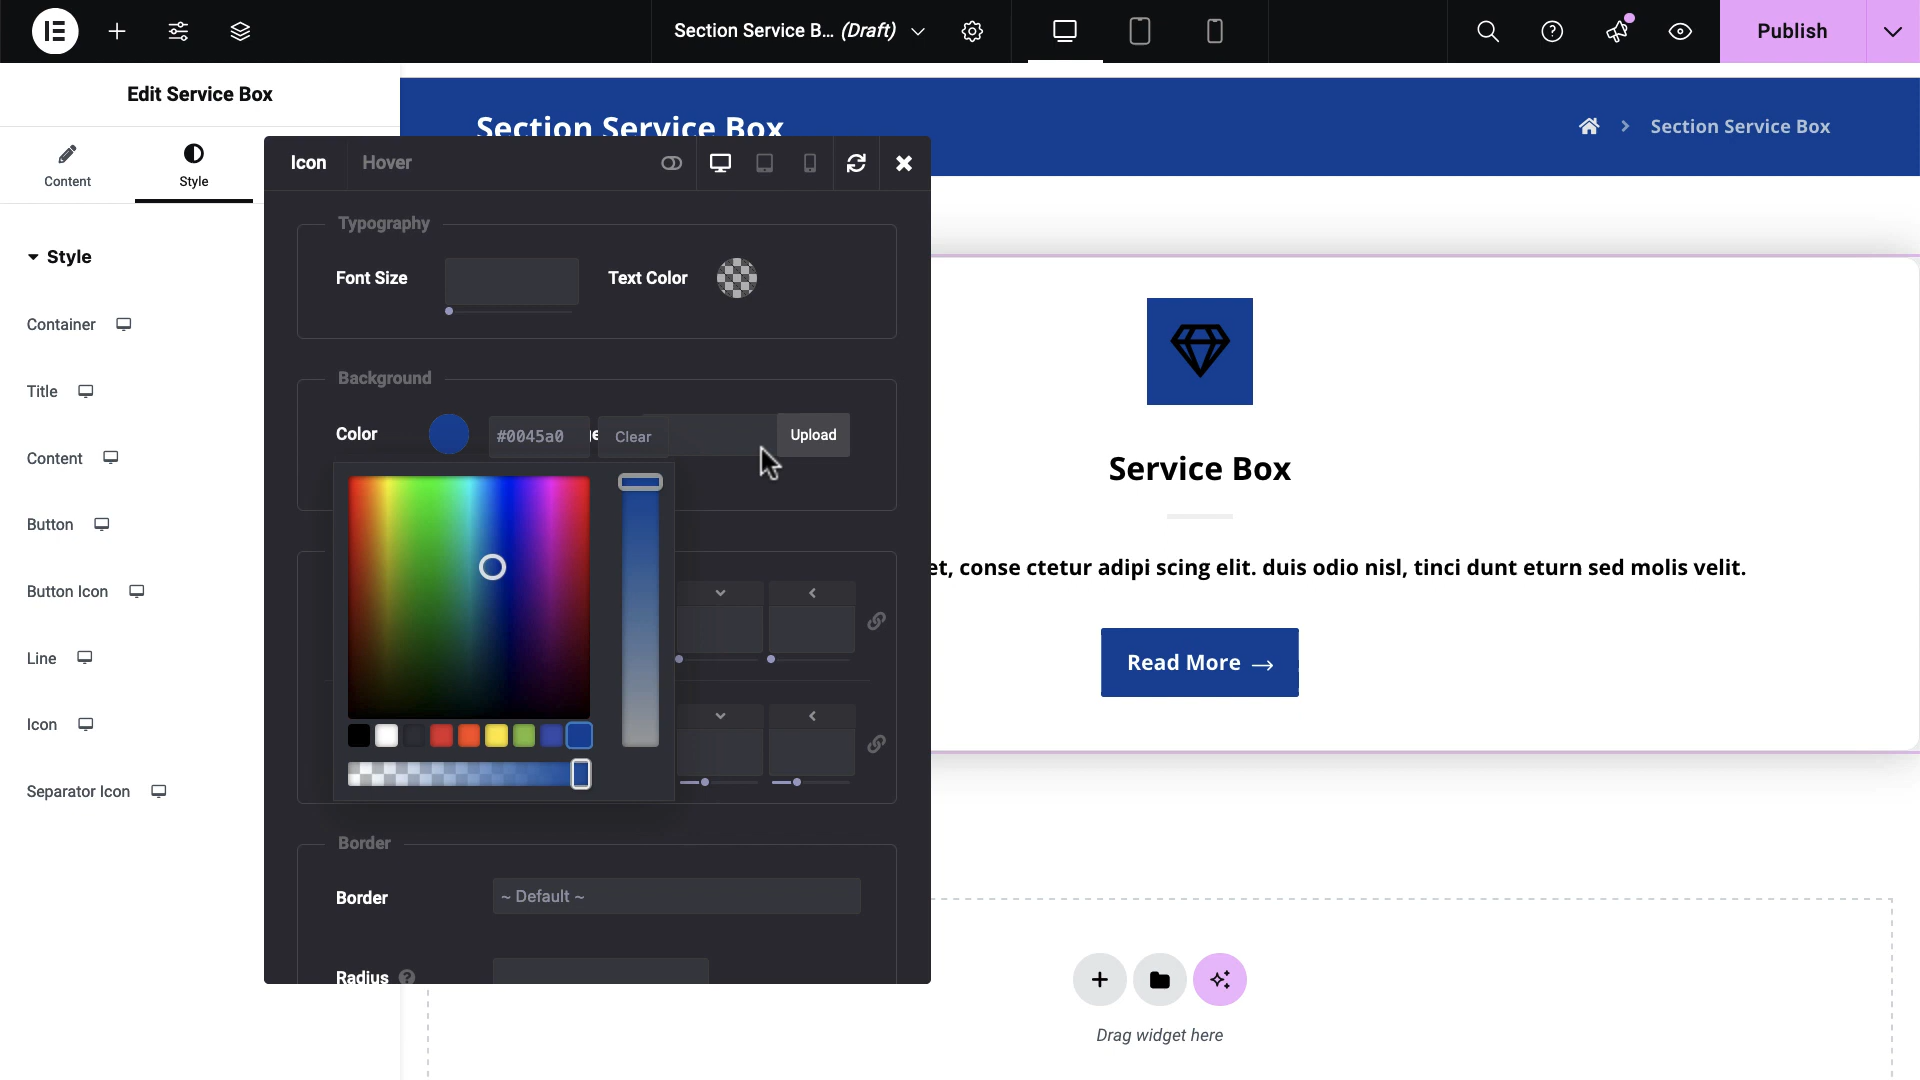 Section Service B... (Draft)
Publish
Edit Service Box
Content
Style
Style
Container
Title
Content
Button
Button Icon
Line
Icon
Separator Icon
Icon
Hover
Typography
Font Size
Text Color
Background
Color
#0045a0
Clear
Upload
Border
Border
~ Default ~
Radius
Section Service Box
Section Service Box
Service Box
et, conse ctetur adipi scing elit. duis odio nisl, tinci dunt eturn sed molis velit.
Read More →
Drag widget here